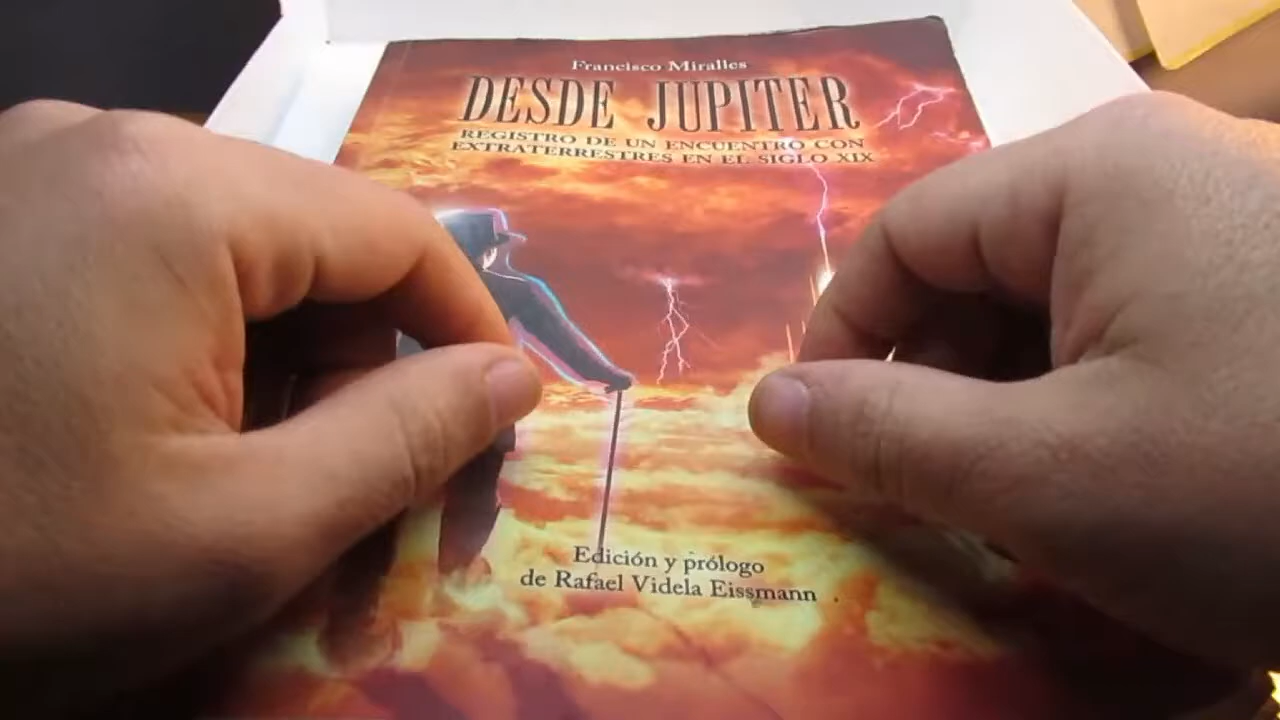 Francisco Miralles
DESDE JUPITER
REGISTRO DE UN ENCUENTRO CON
EXTRATERRESTRES EN EL SIGLO XIX
Edición y prólogo
de Rafael Videla Eissmann